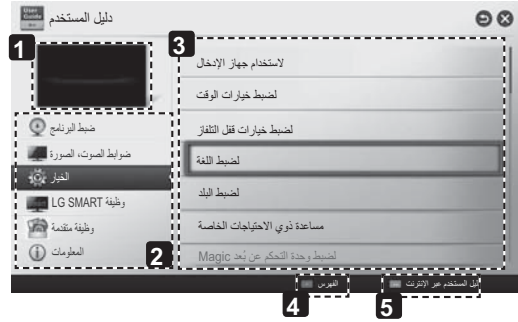 User Guide
دليل المستخدم
1
3
لاستخدام جهاز الإدخال
لضبط خيارات الوقت
لضبط خيارات قفل التلفاز
لضبط اللغة
لضبط البلد
مساعدة ذوي الاحتياجات الخاصة
لضبط وحدة التحكم عن بُعد Magic
ضبط البرنامج
ضوابط الصوت، الصورة
الخيار
وظيفة LG SMART
وظيفة متقدمة
المعلومات
2
الفهرس
4
دليل المستخدم عبر الإنترنت
5